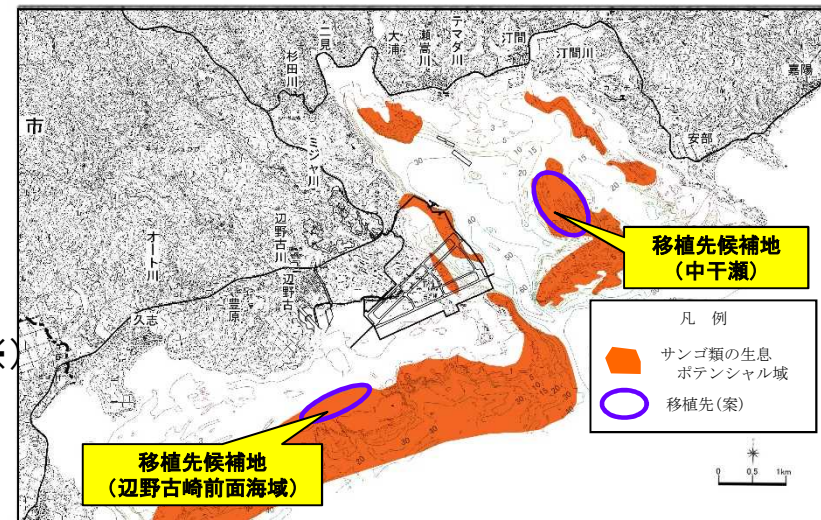 二見
杉田川
大浦
瀬嵩川
テマダ川
汀間
汀間川
嘉陽
安部
市
ミジャ川
辺野古川
辺野古
オート川
豊原
久志
移植先候補地
(中干瀬)
凡 例
サンゴ類の生息
ポテンシャル域
移植先(案)
移植先候補地
(辺野古崎前面海域)
0 0.5 1km